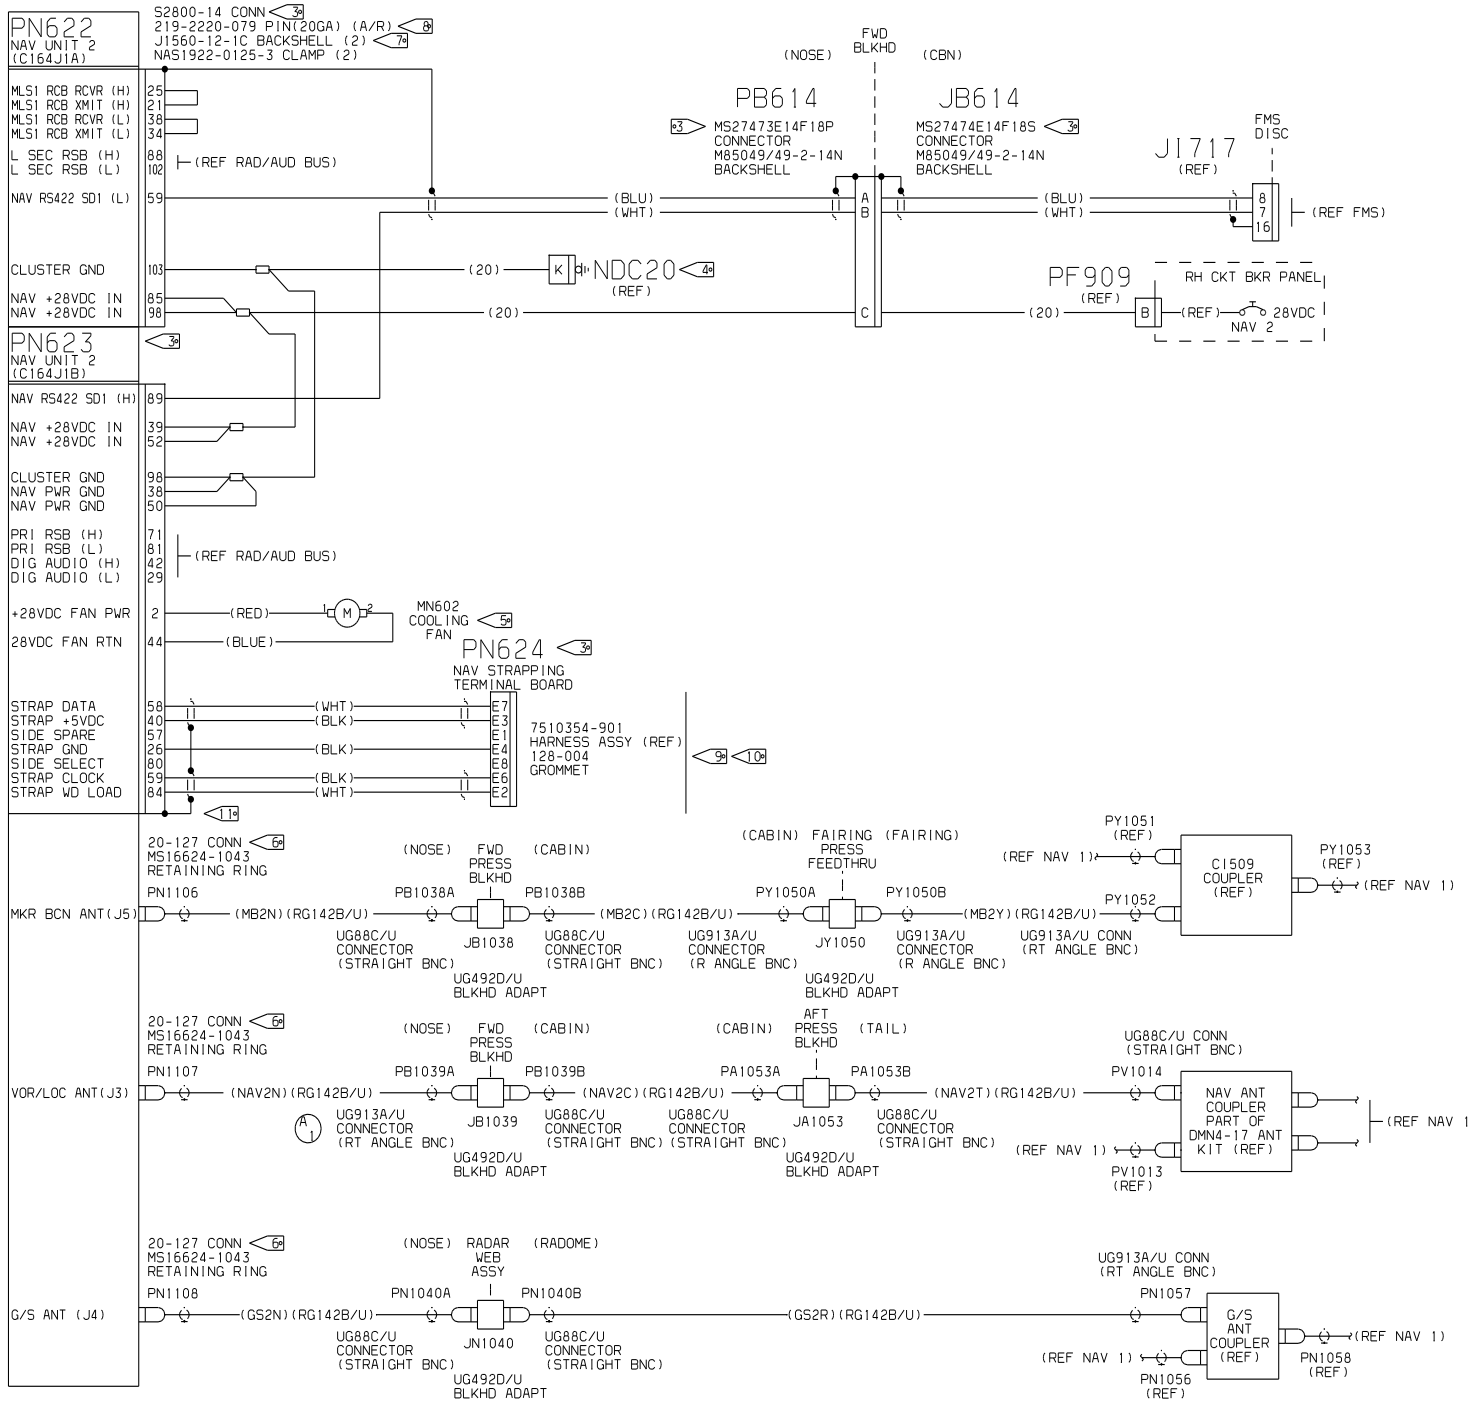 PN622
NAV UNIT 2
(C164J1A)
S2800-14 CONN 3
219-2220-079 PIN(20GA) (A/R) 8
J1560-12-1C BACKSHELL (2) 7
NAS1922-0125-3 CLAMP (2)
MLS1 RCB RCVR (H) 25
MLS1 RCB XMIT (H) 21
MLS1 RCB RCVR (L) 38
MLS1 RCB XMIT (L) 34
L SEC RSB (H) 88
L SEC RSB (L) 102
(REF RAD/AUD BUS)
NAV RS422 SD1 (L) 59
(BLU)
(WHT)
CLUSTER GND 103
(20)
K
NDC20 4
(REF)
NAV +28VDC IN 85
NAV +28VDC IN 98
(20)
FWD
BLKHD
(NOSE)
(CBN)
PB614
3 MS27473E14F18P
CONNECTOR
M85049/49-2-14N
BACKSHELL
JB614
MS27474E14F18S 3
CONNECTOR
M85049/49-2-14N
BACKSHELL
A
B
C
(BLU)
(WHT)
JI717
(REF)
FMS
DISC
8
7
16
(REF FMS)
(20)
PF909
(REF)
B
RH CKT BKR PANEL
(REF)
28VDC
NAV 2
PN623 3
NAV UNIT 2
(C164J1B)
NAV RS422 SD1 (H) 89
NAV +28VDC IN 39
NAV +28VDC IN 52
CLUSTER GND 98
NAV PWR GND 38
NAV PWR GND 50
PRI RSB (H) 71
PRI RSB (L) 81
DIG AUDIO (H) 42
DIG AUDIO (L) 29
(REF RAD/AUD BUS)
+28VDC FAN PWR 2 (RED) 1 M 2
28VDC FAN RTN 44 (BLUE)
MN602
COOLING 5
FAN
PN624 3
NAV STRAPPING
TERMINAL BOARD
STRAP DATA 58 (WHT) E7
STRAP +5VDC 40 (BLK) E3
SIDE SPARE 57 E1
STRAP GND 26 (BLK) E4
SIDE SELECT 80 E8
STRAP CLOCK 59 (BLK) E6
STRAP WD LOAD 84 (WHT) E2
7510354-901
HARNESS ASSY (REF)
128-004
GROMMET
9 10
11
20-127 CONN 6
MS16624-1043
RETAINING RING
PN1106
MKR BCN ANT(J5)
(MB2N)(RG142B/U)
(NOSE)
FWD
PRESS
BLKHD
(CABIN)
PB1038A
PB1038B
UG88C/U
CONNECTOR
(STRAIGHT BNC)
JB1038
UG88C/U
CONNECTOR
(STRAIGHT BNC)
UG492D/U
BLKHD ADAPT
(MB2C)(RG142B/U)
(CABIN) FAIRING (FAIRING)
PRESS
FEEDTHRU
PY1050A
PY1050B
UG913A/U
CONNECTOR
(R ANGLE BNC)
JY1050
UG913A/U
CONNECTOR
(R ANGLE BNC)
UG492D/U
BLKHD ADAPT
(MB2Y)(RG142B/U)
PY1051
(REF)
(REF NAV 1)
PY1052
UG913A/U CONN
(RT ANGLE BNC)
CI509
COUPLER
(REF)
PY1053
(REF)
(REF NAV 1)
20-127 CONN 6
MS16624-1043
RETAINING RING
PN1107
VOR/LOC ANT(J3)
(NAV2N)(RG142B/U)
A
1
(NOSE)
FWD
PRESS
BLKHD
(CABIN)
PB1039A
PB1039B
UG913A/U
CONNECTOR
(RT ANGLE BNC)
JB1039
UG88C/U
CONNECTOR
(STRAIGHT BNC)
UG492D/U
BLKHD ADAPT
(NAV2C)(RG142B/U)
(CABIN)
AFT
PRESS
BLKHD
(TAIL)
PA1053A
PA1053B
UG88C/U
CONNECTOR
(STRAIGHT BNC)
JA1053
UG88C/U
CONNECTOR
(STRAIGHT BNC)
UG492D/U
BLKHD ADAPT
(NAV2T)(RG142B/U)
UG88C/U CONN
(STRAIGHT BNC)
PV1014
(REF NAV 1)
PV1013
(REF)
NAV ANT
COUPLER
PART OF
DMN4-17 ANT
KIT (REF)
(REF NAV 1
20-127 CONN 6
MS16624-1043
RETAINING RING
PN1108
G/S ANT (J4)
(GS2N)(RG142B/U)
(NOSE)
RADAR
WEB
ASSY
(RADOME)
PN1040A
PN1040B
UG88C/U
CONNECTOR
(STRAIGHT BNC)
JN1040
UG88C/U
CONNECTOR
(STRAIGHT BNC)
UG492D/U
BLKHD ADAPT
(GS2R)(RG142B/U)
UG913A/U CONN
(RT ANGLE BNC)
PN1057
(REF NAV 1)
PN1056
(REF)
G/S
ANT
COUPLER
(REF)
(REF NAV 1)
PN1058
(REF)